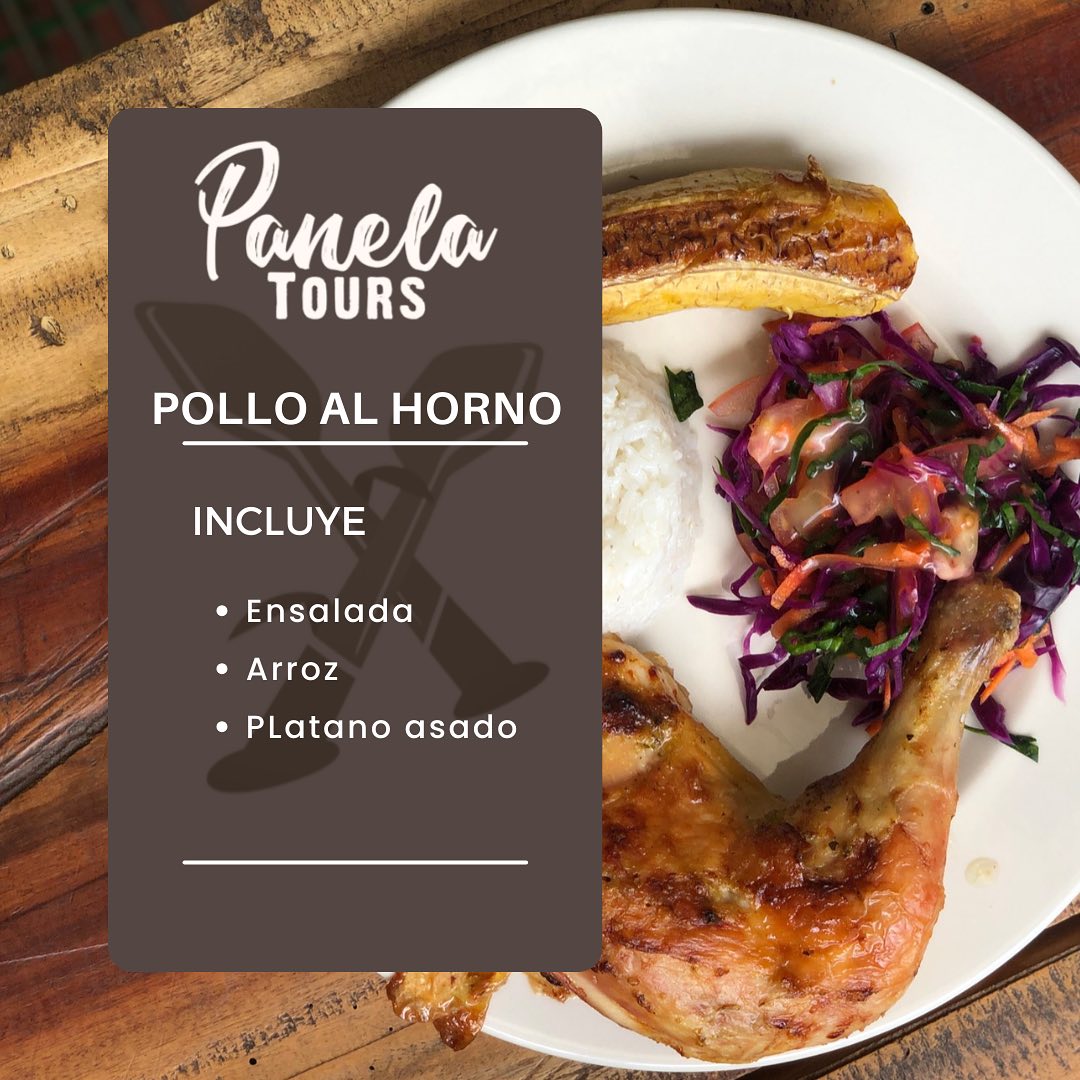 Panela
TOURS
POLLO AL HORNO
INCLUYE
• Ensalada
• Arroz
• PLatano asado